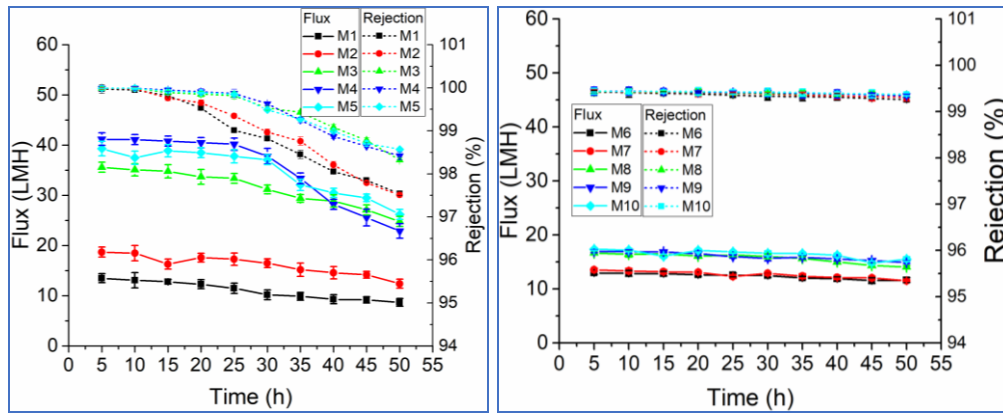 Flux Rejection
M1 M1
M2 M2
M3 M3
M4 M4
M5 M5
60
50
40
30
20
10
0
Flux (LMH)
101
100
99
98
97
96
95
94
Rejection (%)
0 5 10 15 20 25 30 35 40 45 50 55
Time (h)
Flux Rejection
M6 M6
M7 M7
M8 M8
M9 M9
M10 M10
60
50
40
30
20
10
0
Flux (LMH)
101
100
99
98
97
96
95
94
Rejection (%)
0 5 10 15 20 25 30 35 40 45 50 55
Time (h)